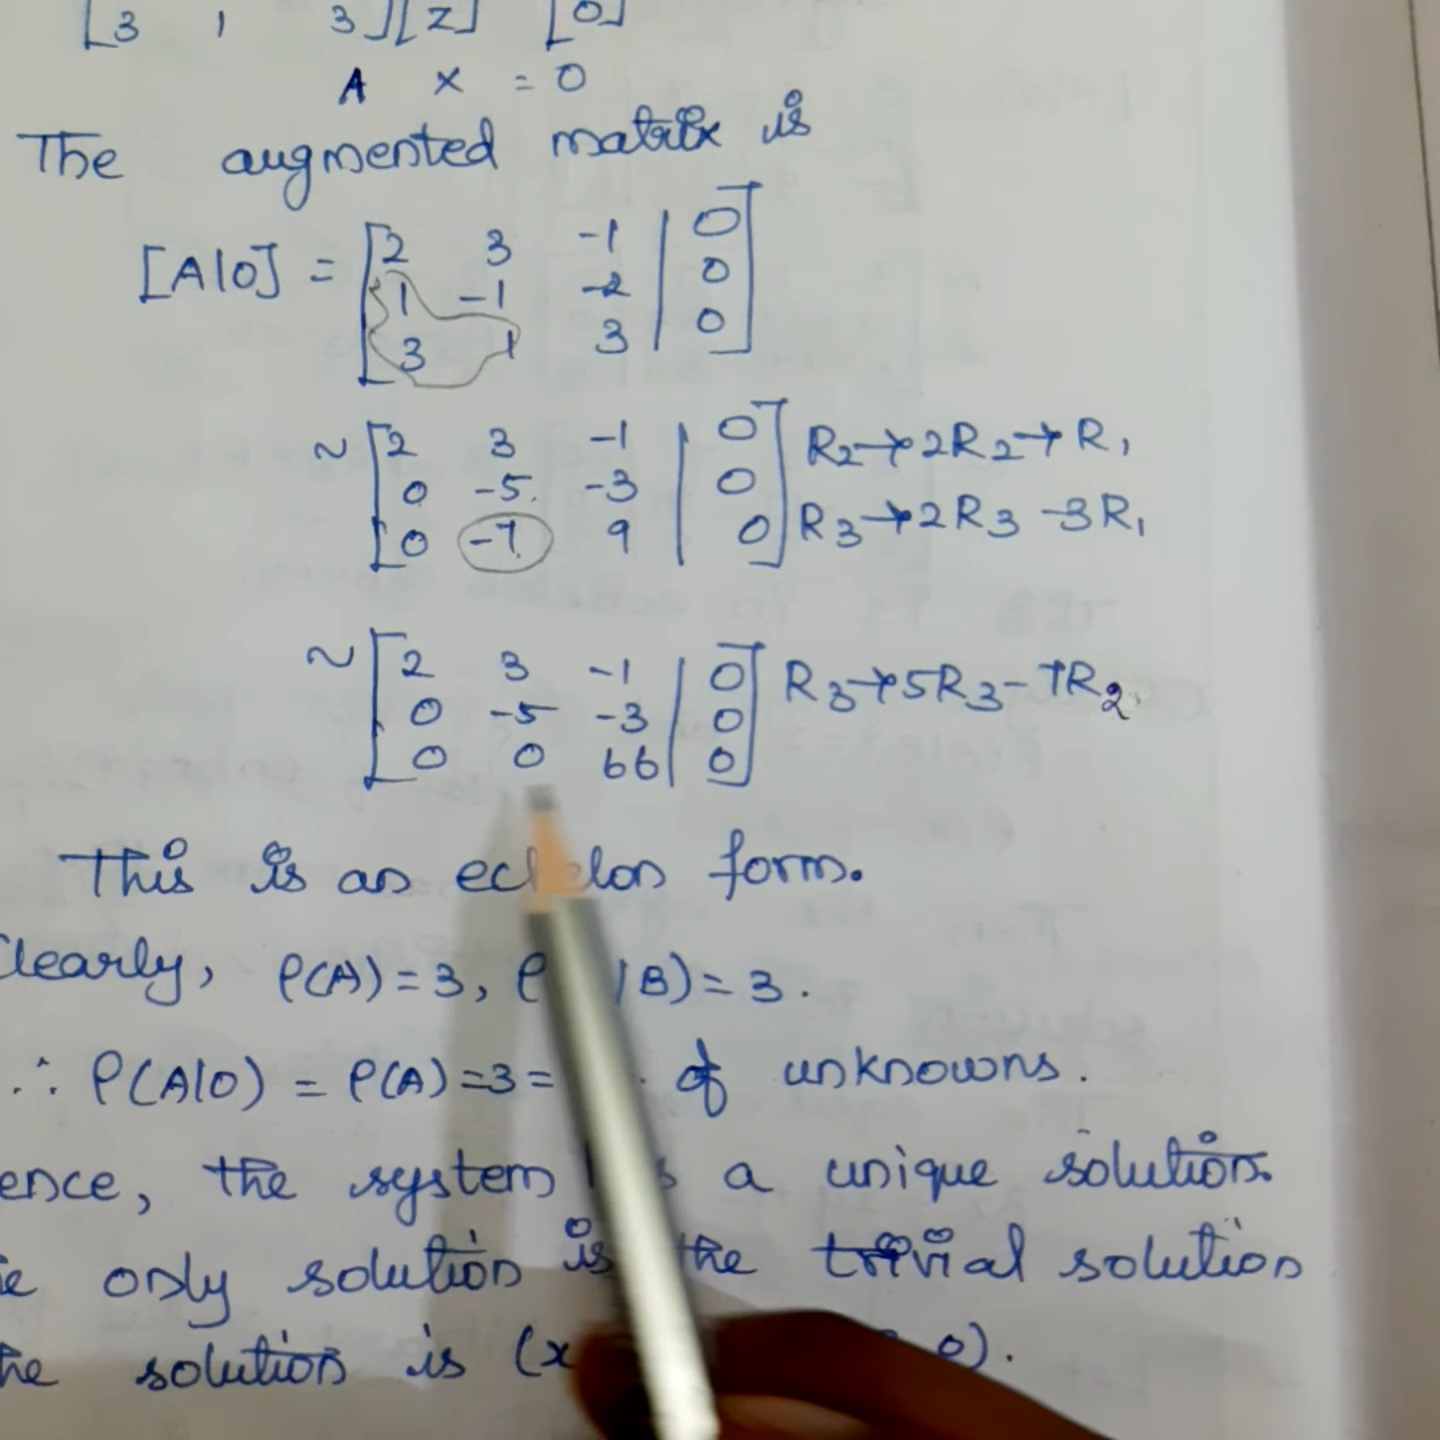 [3 1 3][z] [0]
A X = 0
The augmented matrix is
[A|0] = [2 3 -1 | 0]
[1 -1 -2 | 0]
[3 1 3 | 0]
~ [2 3 -1 | 0] R2→2R2→R1
[0 -5 -3 | 0]
[0 -7 9 | 0] R3→2R3-3R1
~ [2 3 -1 | 0] R3→5R3-7R2
[0 -5 -3 | 0]
[0 0 66 | 0]
This is an form.
Clearly, ρ(A)=3, ρ |B)=3.
∴ ρ(A|0) = ρ(A)=3= of unknowns.
ence, the system a unique solution.
only solution is the trivial solution
solution is (x 0).